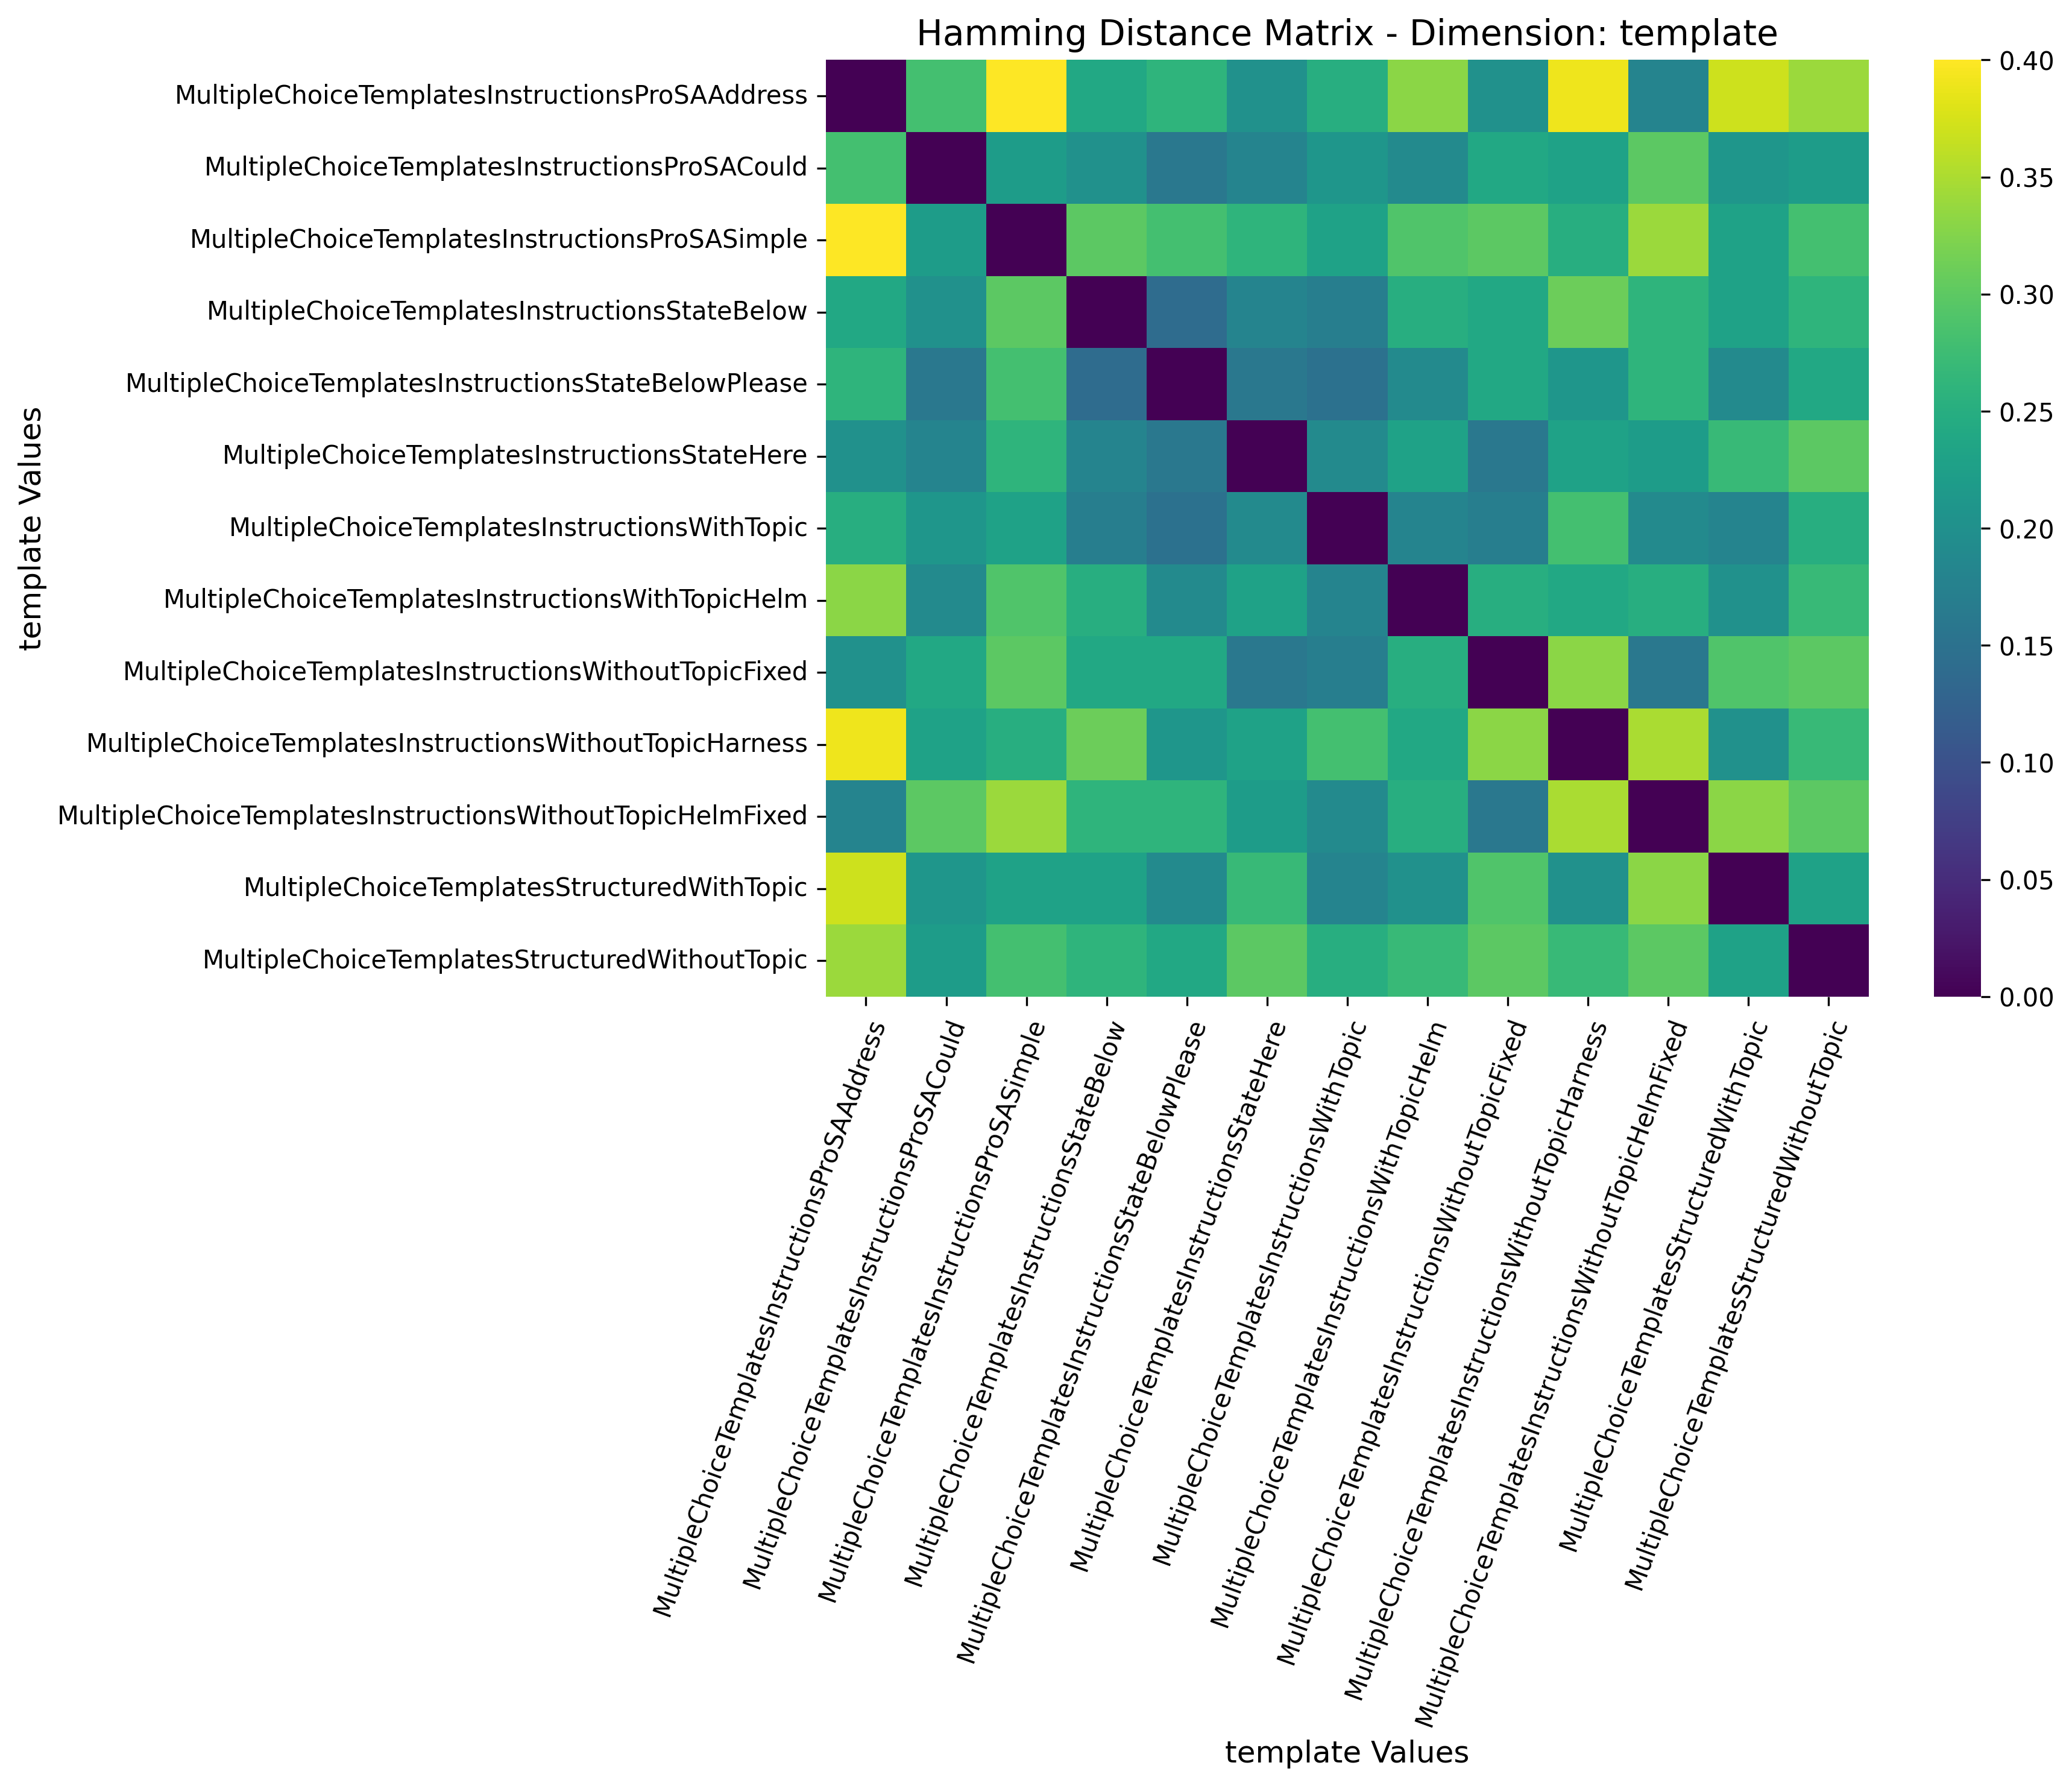 Hamming Distance Matrix - Dimension: template
template Values
MultipleChoiceTemplatesInstructionsProSAAddress
MultipleChoiceTemplatesInstructionsProSACould
MultipleChoiceTemplatesInstructionsProSASimple
MultipleChoiceTemplatesInstructionsStateBelow
MultipleChoiceTemplatesInstructionsStateBelowPlease
MultipleChoiceTemplatesInstructionsStateHere
MultipleChoiceTemplatesInstructionsWithTopic
MultipleChoiceTemplatesInstructionsWithTopicHelm
MultipleChoiceTemplatesInstructionsWithoutTopicFixed
MultipleChoiceTemplatesInstructionsWithoutTopicHarness
MultipleChoiceTemplatesInstructionsWithoutTopicHelmFixed
MultipleChoiceTemplatesStructuredWithTopic
MultipleChoiceTemplatesStructuredWithoutTopic
0.40
0.35
0.30
0.25
0.20
0.15
0.10
0.05
0.00
MultipleChoiceTemplatesInstructionsProSAAddress
MultipleChoiceTemplatesInstructionsProSACould
MultipleChoiceTemplatesInstructionsProSASimple
MultipleChoiceTemplatesInstructionsStateBelow
MultipleChoiceTemplatesInstructionsStateBelowPlease
MultipleChoiceTemplatesInstructionsStateHere
MultipleChoiceTemplatesInstructionsWithTopic
MultipleChoiceTemplatesInstructionsWithTopicHelm
MultipleChoiceTemplatesInstructionsWithoutTopicFixed
MultipleChoiceTemplatesInstructionsWithoutTopicHarness
MultipleChoiceTemplatesInstructionsWithoutTopicHelmFixed
MultipleChoiceTemplatesStructuredWithTopic
MultipleChoiceTemplatesStructuredWithoutTopic
template Values